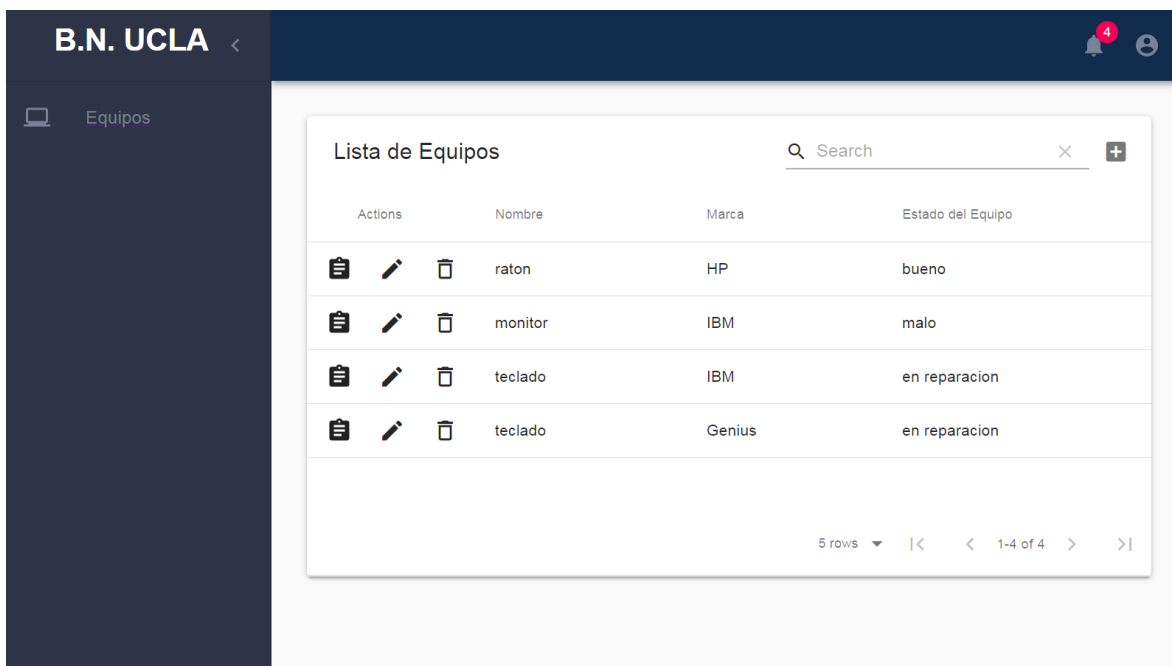 B.N. UCLA
4
Equipos
Lista de Equipos Search
Actions Nombre Marca Estado del Equipo
raton HP bueno
monitor IBM malo
teclado IBM en reparacion
teclado Genius en reparacion
5 rows 1-4 of 4